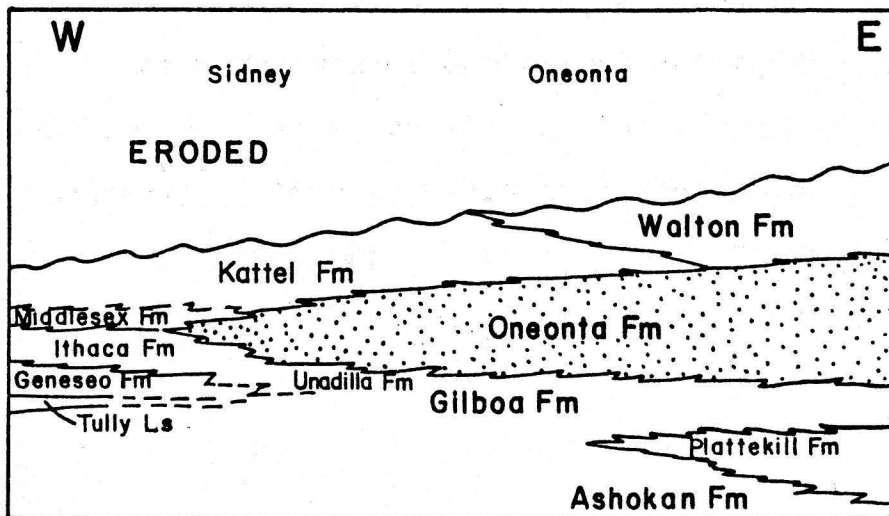 W E
Sidney Oneonta
ERODED
Walton Fm
Kattel Fm
Middlesex Fm
Oneonta Fm
Ithaca Fm
Geneseo Fm
Unadilla Fm
Gilboa Fm
Tully Ls
Plattekill Fm
Ashokan Fm